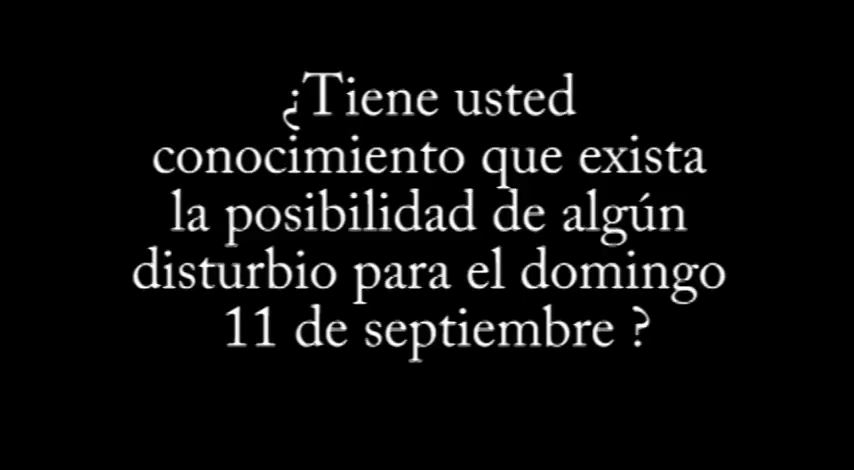 ¿Tiene usted
conocimiento que exista
la posibilidad de algún
disturbio para el domingo
11 de septiembre ?